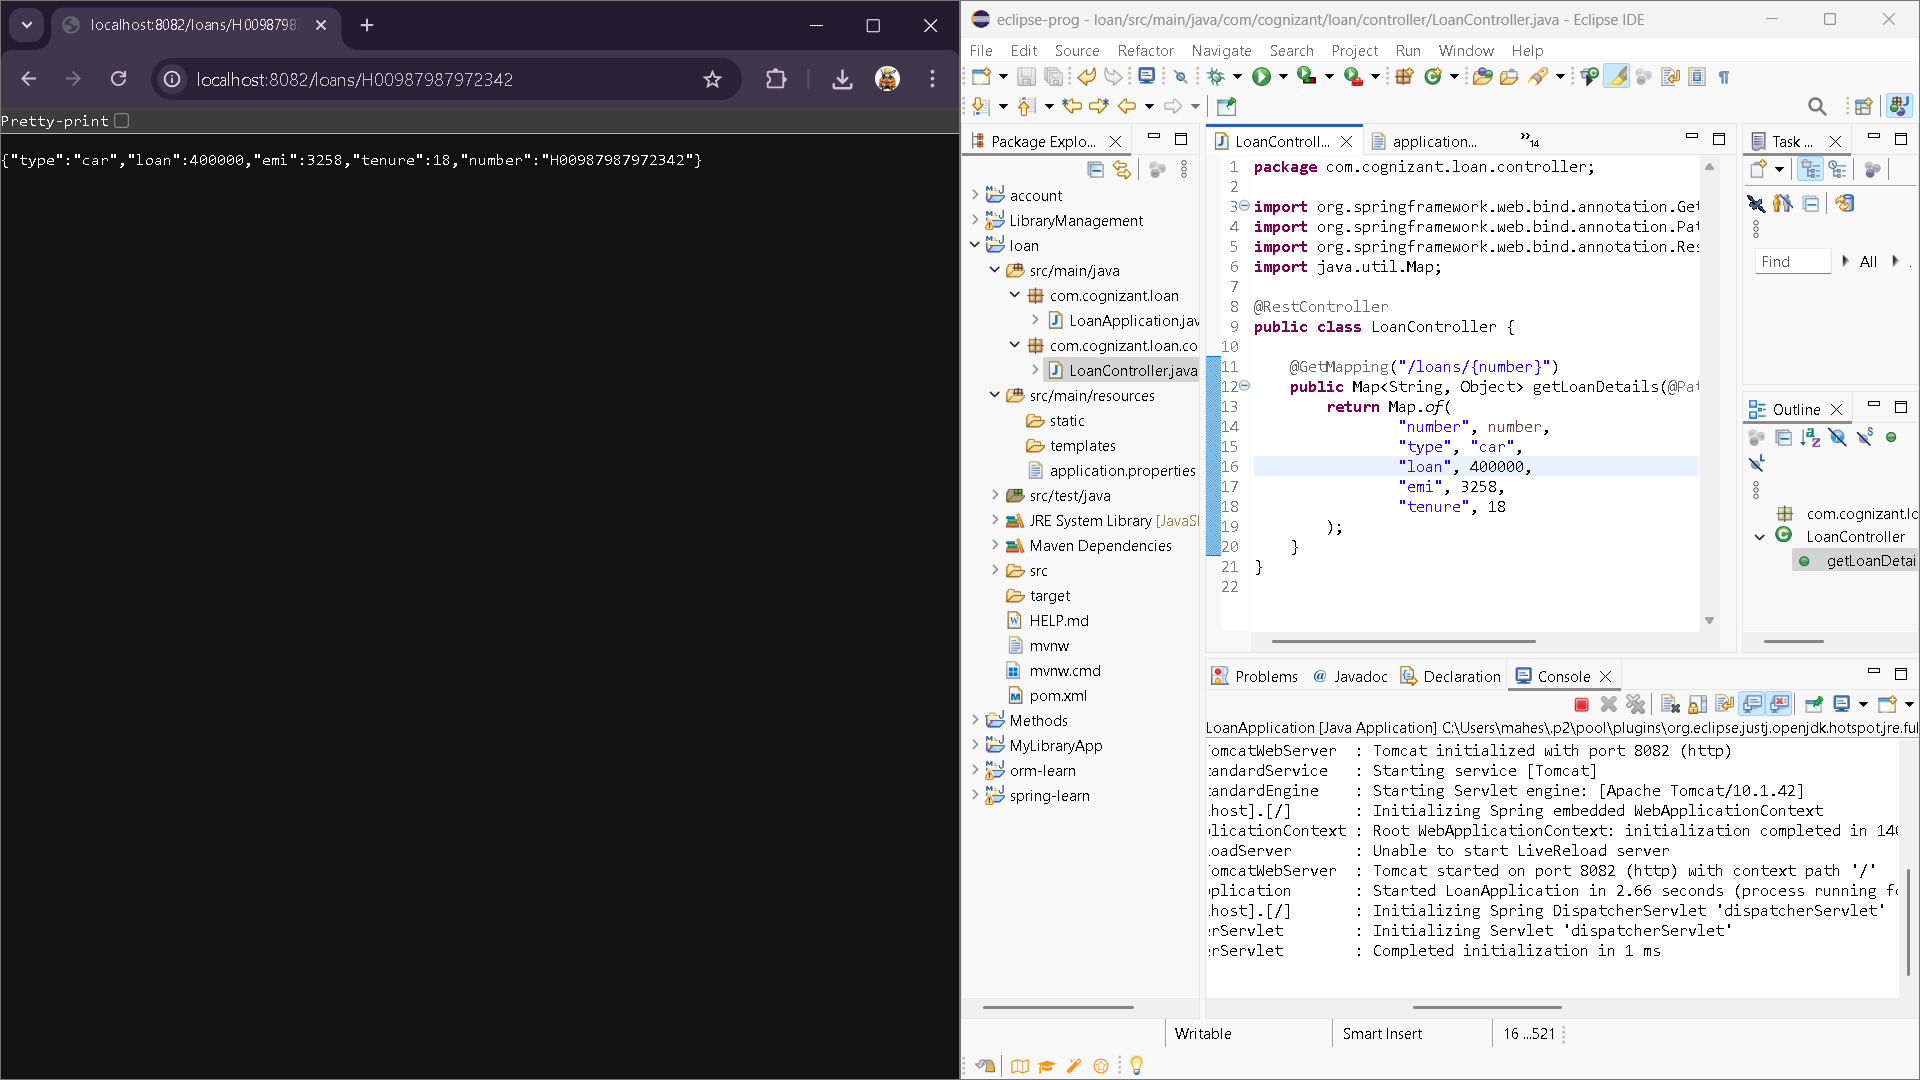 localhost:8082/loans/H0098798
localhost:8082/loans/H00987987972342
Pretty-print
{"type":"car","loan":400000,"emi":3258,"tenure":18,"number":"H00987987972342"}
eclipse-prog - loan/src/main/java/com/cognizant/loan/controller/LoanController.java - Eclipse IDE
File Edit Source Refactor Navigate Search Project Run Window Help
Package Explo...
account
LibraryManagement
loan
src/main/java
com.cognizant.loan
LoanApplication.jav
com.cognizant.loan.co
LoanController.java
src/main/resources
static
templates
application.properties
src/test/java
JRE System Library [JavaS
Maven Dependencies
src
target
HELP.md
mvnw
mvnw.cmd
pom.xml
Methods
MyLibraryApp
orm-learn
spring-learn
LoanControll... application... »14
1 package com.cognizant.loan.controller;
2
3 import org.springframework.web.bind.annotation.Get
4 import org.springframework.web.bind.annotation.Pat
5 import org.springframework.web.bind.annotation.Res
6 import java.util.Map;
7
8 @RestController
9 public class LoanController {
10
11 @GetMapping("/loans/{number}")
12 public Map<String, Object> getLoanDetails(@Pat
13 return Map.of(
14 "number", number,
15 "type", "car",
16 "loan", 400000,
17 "emi", 3258,
18 "tenure", 18
19 );
20 }
21 }
22
Task ...
Find All
Outline
com.cognizant.lc
LoanController
getLoanDetai
Problems Javadoc Declaration Console
LoanApplication [Java Application] C:\Users\mahes\.p2\pool\plugins\org.eclipse.justj.openjdk.hotspot.jre.ful
TomcatWebServer : Tomcat initialized with port 8082 (http)
tandardService : Starting service [Tomcat]
tandardEngine : Starting Servlet engine: [Apache Tomcat/10.1.42]
host].[/] : Initializing Spring embedded WebApplicationContext
licationContext : Root WebApplicationContext: initialization completed in 140
oadServer : Unable to start LiveReload server
TomcatWebServer : Tomcat started on port 8082 (http) with context path '/'
plication : Started LoanApplication in 2.66 seconds (process running fo
host].[/] : Initializing Spring DispatcherServlet 'dispatcherServlet'
rServlet : Initializing Servlet 'dispatcherServlet'
rServlet : Completed initialization in 1 ms
Writable Smart Insert 16 ...521